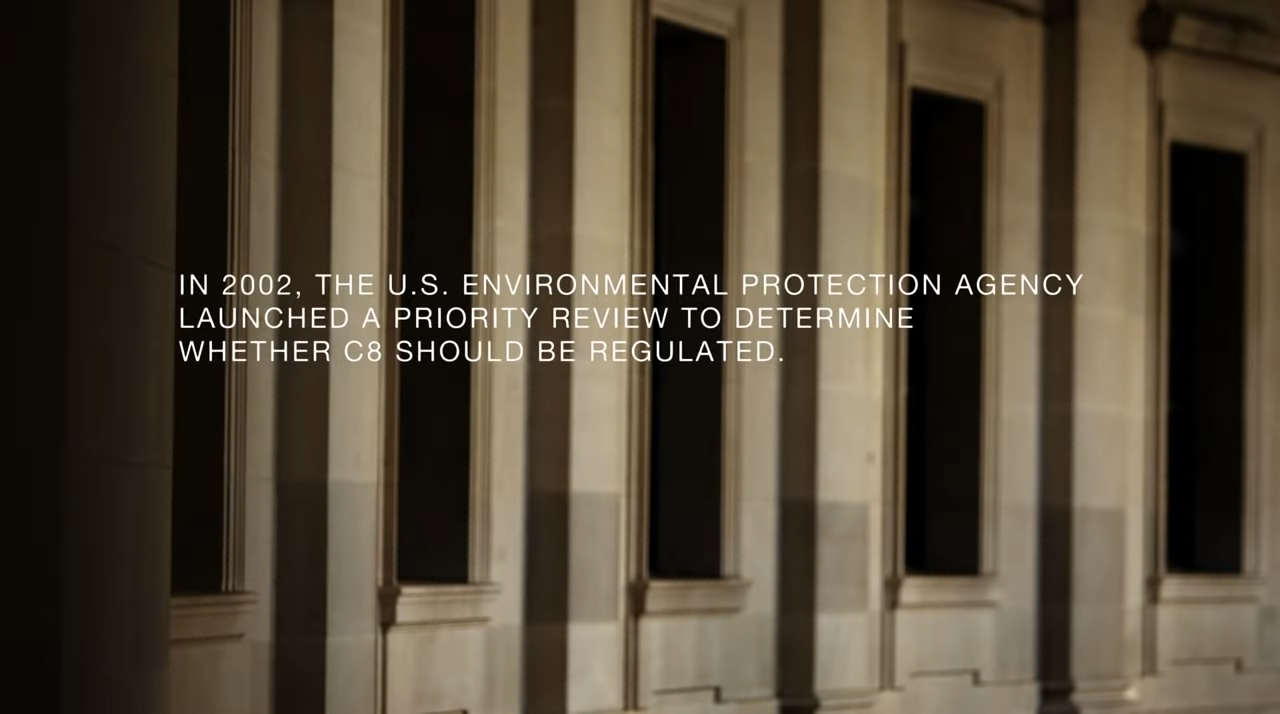 IN 2002, THE U.S. ENVIRONMENTAL PROTECTION AGENCY
LAUNCHED A PRIORITY REVIEW TO DETERMINE
WHETHER C8 SHOULD BE REGULATED.